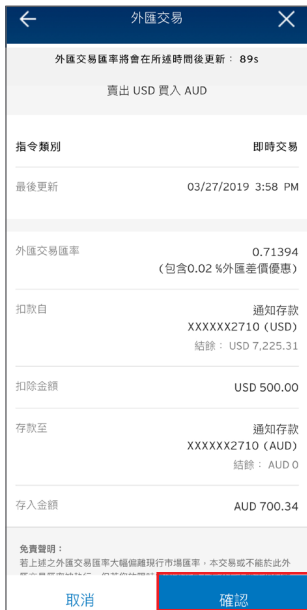 外匯交易
外匯交易匯率將會在所述時間後更新： 89s
賣出 USD 買入 AUD
指令類別 即時交易
最後更新 03/27/2019 3:58 PM
外匯交易匯率 0.71394
(包含0.02 %外匯差價優惠)
扣款自 通知存款
XXXXXX2710 (USD)
結餘： USD 7,225.31
扣除金額 USD 500.00
存款至 通知存款
XXXXXX2710 (AUD)
結餘： AUD 0
存入金額 AUD 700.34
免責聲明：
若上述之外匯交易匯率大幅偏離現行市場匯率，本交易或不能於此外
取消 確認